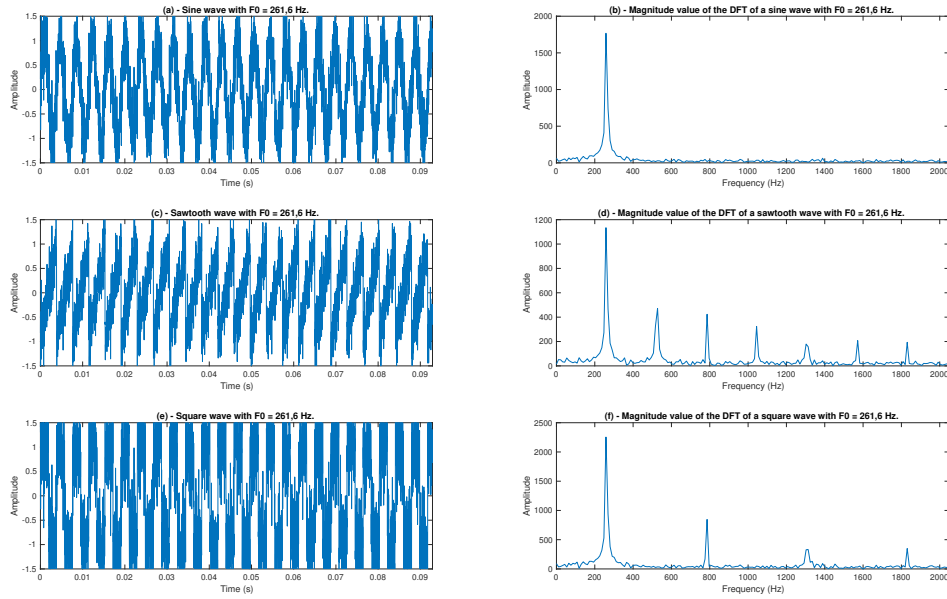 (a) - Sine wave with F0 = 261,6 Hz.
1.5
1
0.5
0
-0.5
-1
-1.5
Amplitude
0 0.01 0.02 0.03 0.04 0.05 0.06 0.07 0.08 0.09
Time (s)
(b) - Magnitude value of the DFT of a sine wave with F0 = 261,6 Hz.
2000
1500
1000
500
0
Amplitude
0 200 400 600 800 1000 1200 1400 1600 1800 2000
Frequency (Hz)
(c) - Sawtooth wave with F0 = 261,6 Hz.
1.5
1
0.5
0
-0.5
-1
-1.5
Amplitude
0 0.01 0.02 0.03 0.04 0.05 0.06 0.07 0.08 0.09
Time (s)
(d) - Magnitude value of the DFT of a sawtooth wave with F0 = 261,6 Hz.
1200
1000
800
600
400
200
0
Amplitude
0 200 400 600 800 1000 1200 1400 1600 1800 2000
Frequency (Hz)
(e) - Square wave with F0 = 261,6 Hz.
1.5
1
0.5
0
-0.5
-1
-1.5
Amplitude
0 0.01 0.02 0.03 0.04 0.05 0.06 0.07 0.08 0.09
Time (s)
(f) - Magnitude value of the DFT of a square wave with F0 = 261,6 Hz.
2500
2000
1500
1000
500
0
Amplitude
0 200 400 600 800 1000 1200 1400 1600 1800 2000
Frequency (Hz)